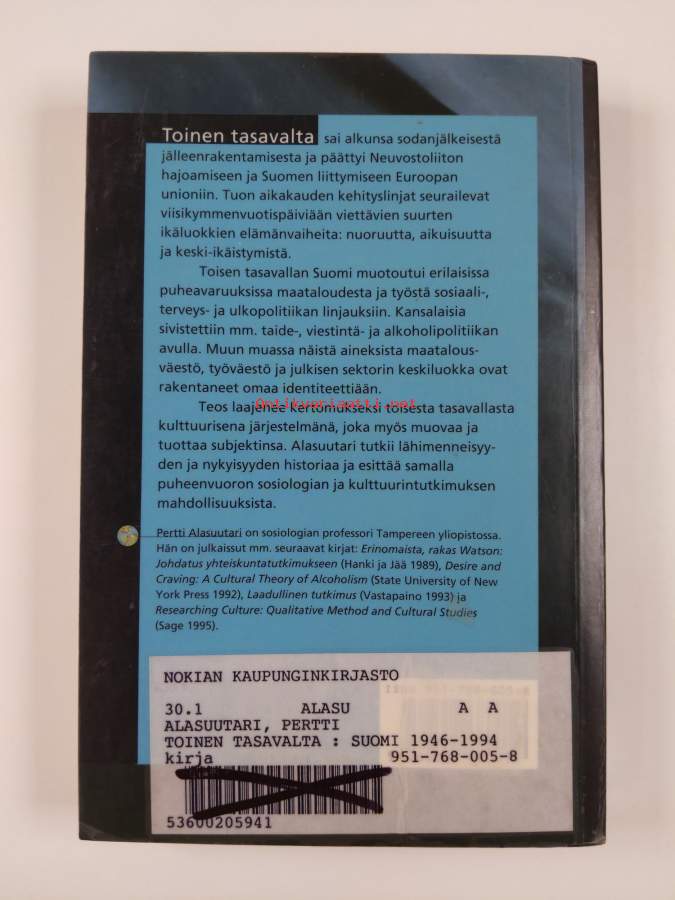 Toinen tasavalta sai alkunsa sodanjälkeisestä
jälleenrakentamisesta ja päättyi Neuvostoliiton
hajoamiseen ja Suomen liittymiseen Euroopan
unioniin. Tuon aikakauden kehityslinjat seurailevat
viisikymmenvuotispäiviään viettävien suurten
ikäluokkien elämänvaiheita: nuoruutta, aikuisuutta
ja keski-ikäistymistä.
Toisen tasavallan Suomi muotoutui erilaisissa
puheavaruuksissa maataloudesta ja työstä sosiaali-,
terveys- ja ulkopolitiikan linjauksiin. Kansalaisia
sivistettiin mm. taide-, viestintä- ja alkoholipolitiikan
avulla. Muun muassa näistä aineksista maatalous-
väestö, työväestö ja julkisen sektorin keskiluokka ovat
rakentaneet omaa identiteettiään.
Antikvariaatti.net
Teos laajenee kertomukseksi toisesta tasavallasta
kulttuurisena järjestelmänä, joka myös muovaa ja
tuottaa subjektinsa. Alasuutari tutkii lähimenneisyy-
den ja nykyisyyden historiaa ja esittää samalla
puheenvuoron sosiologian ja kulttuurintutkimuksen
mahdollisuuksista.
Pertti Alasuutari on sosiologian professori Tampereen yliopistossa.
Hän on julkaissut mm. seuraavat kirjat: Erinomaista, rakas Watson:
Johdatus yhteiskuntatutkimukseen (Hanki ja Jää 1989), Desire and
Craving: A Cultural Theory of Alcoholism (State University of New
York Press 1992), Laadullinen tutkimus (Vastapaino 1993) ja
Researching Culture: Qualitative Method and Cultural Studies
(Sage 1995).
NOKIAN KAUPUNGINKIRJASTO
30.1 ALASU A A
ALASUUTARI, PERTTI
TOINEN TASAVALTA : SUOMI 1946-1994
kirja 951-768-005-8
53600205941